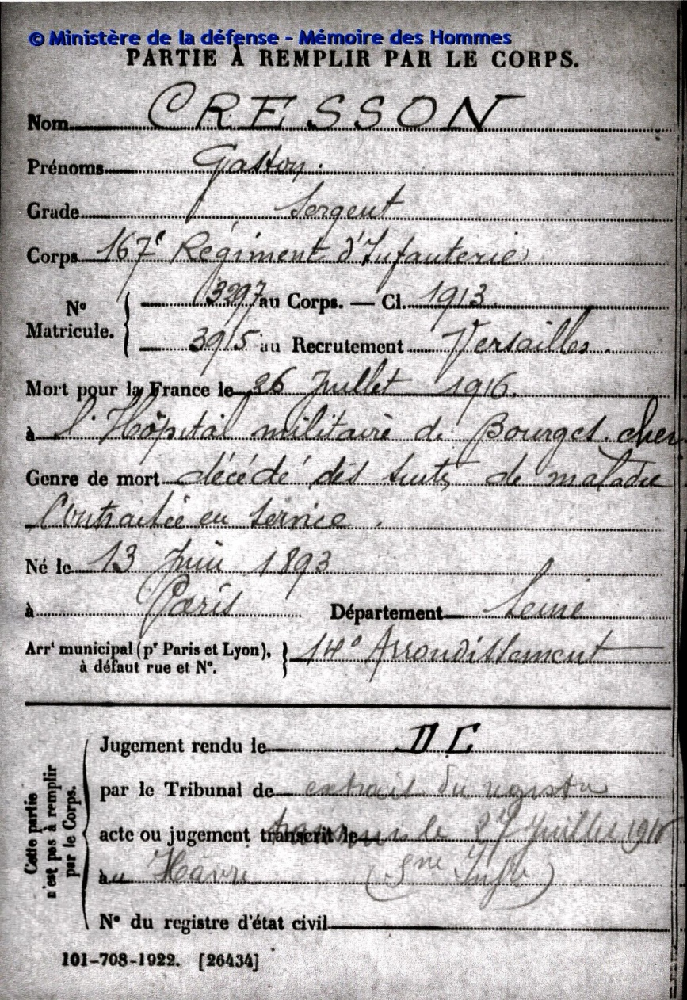 © Ministère de la défense - Mémoire des Hommes
PARTIE À REMPLIR PAR LE CORPS.
Nom CRESSON
Prénoms Gaston.
Grade Sergent
Corps 167e Régiment d'Infanterie
N° Matricule. { 3297 au Corps. — Cl. 1913
3915 au Recrutement Versailles.
Mort pour la France le 26 Juillet 1916.
à l'Hôpital militaire de Bourges. cher
Genre de mort décédé des suites de maladie
Contractée en service.
Né le 13 Juin 1893
à Paris Département Seine
Arrt municipal (pr Paris et Lyon), à défaut rue et N°. } 14e Arrondissement
Cette partie n'est pas à remplir par le Corps.
Jugement rendu le DC
par le Tribunal de extrait du registre
acte ou jugement transcrit le le 27 Juillet
au Hâvre (Sne Infre)
N° du registre d'état civil
101-708-1922. [26434]